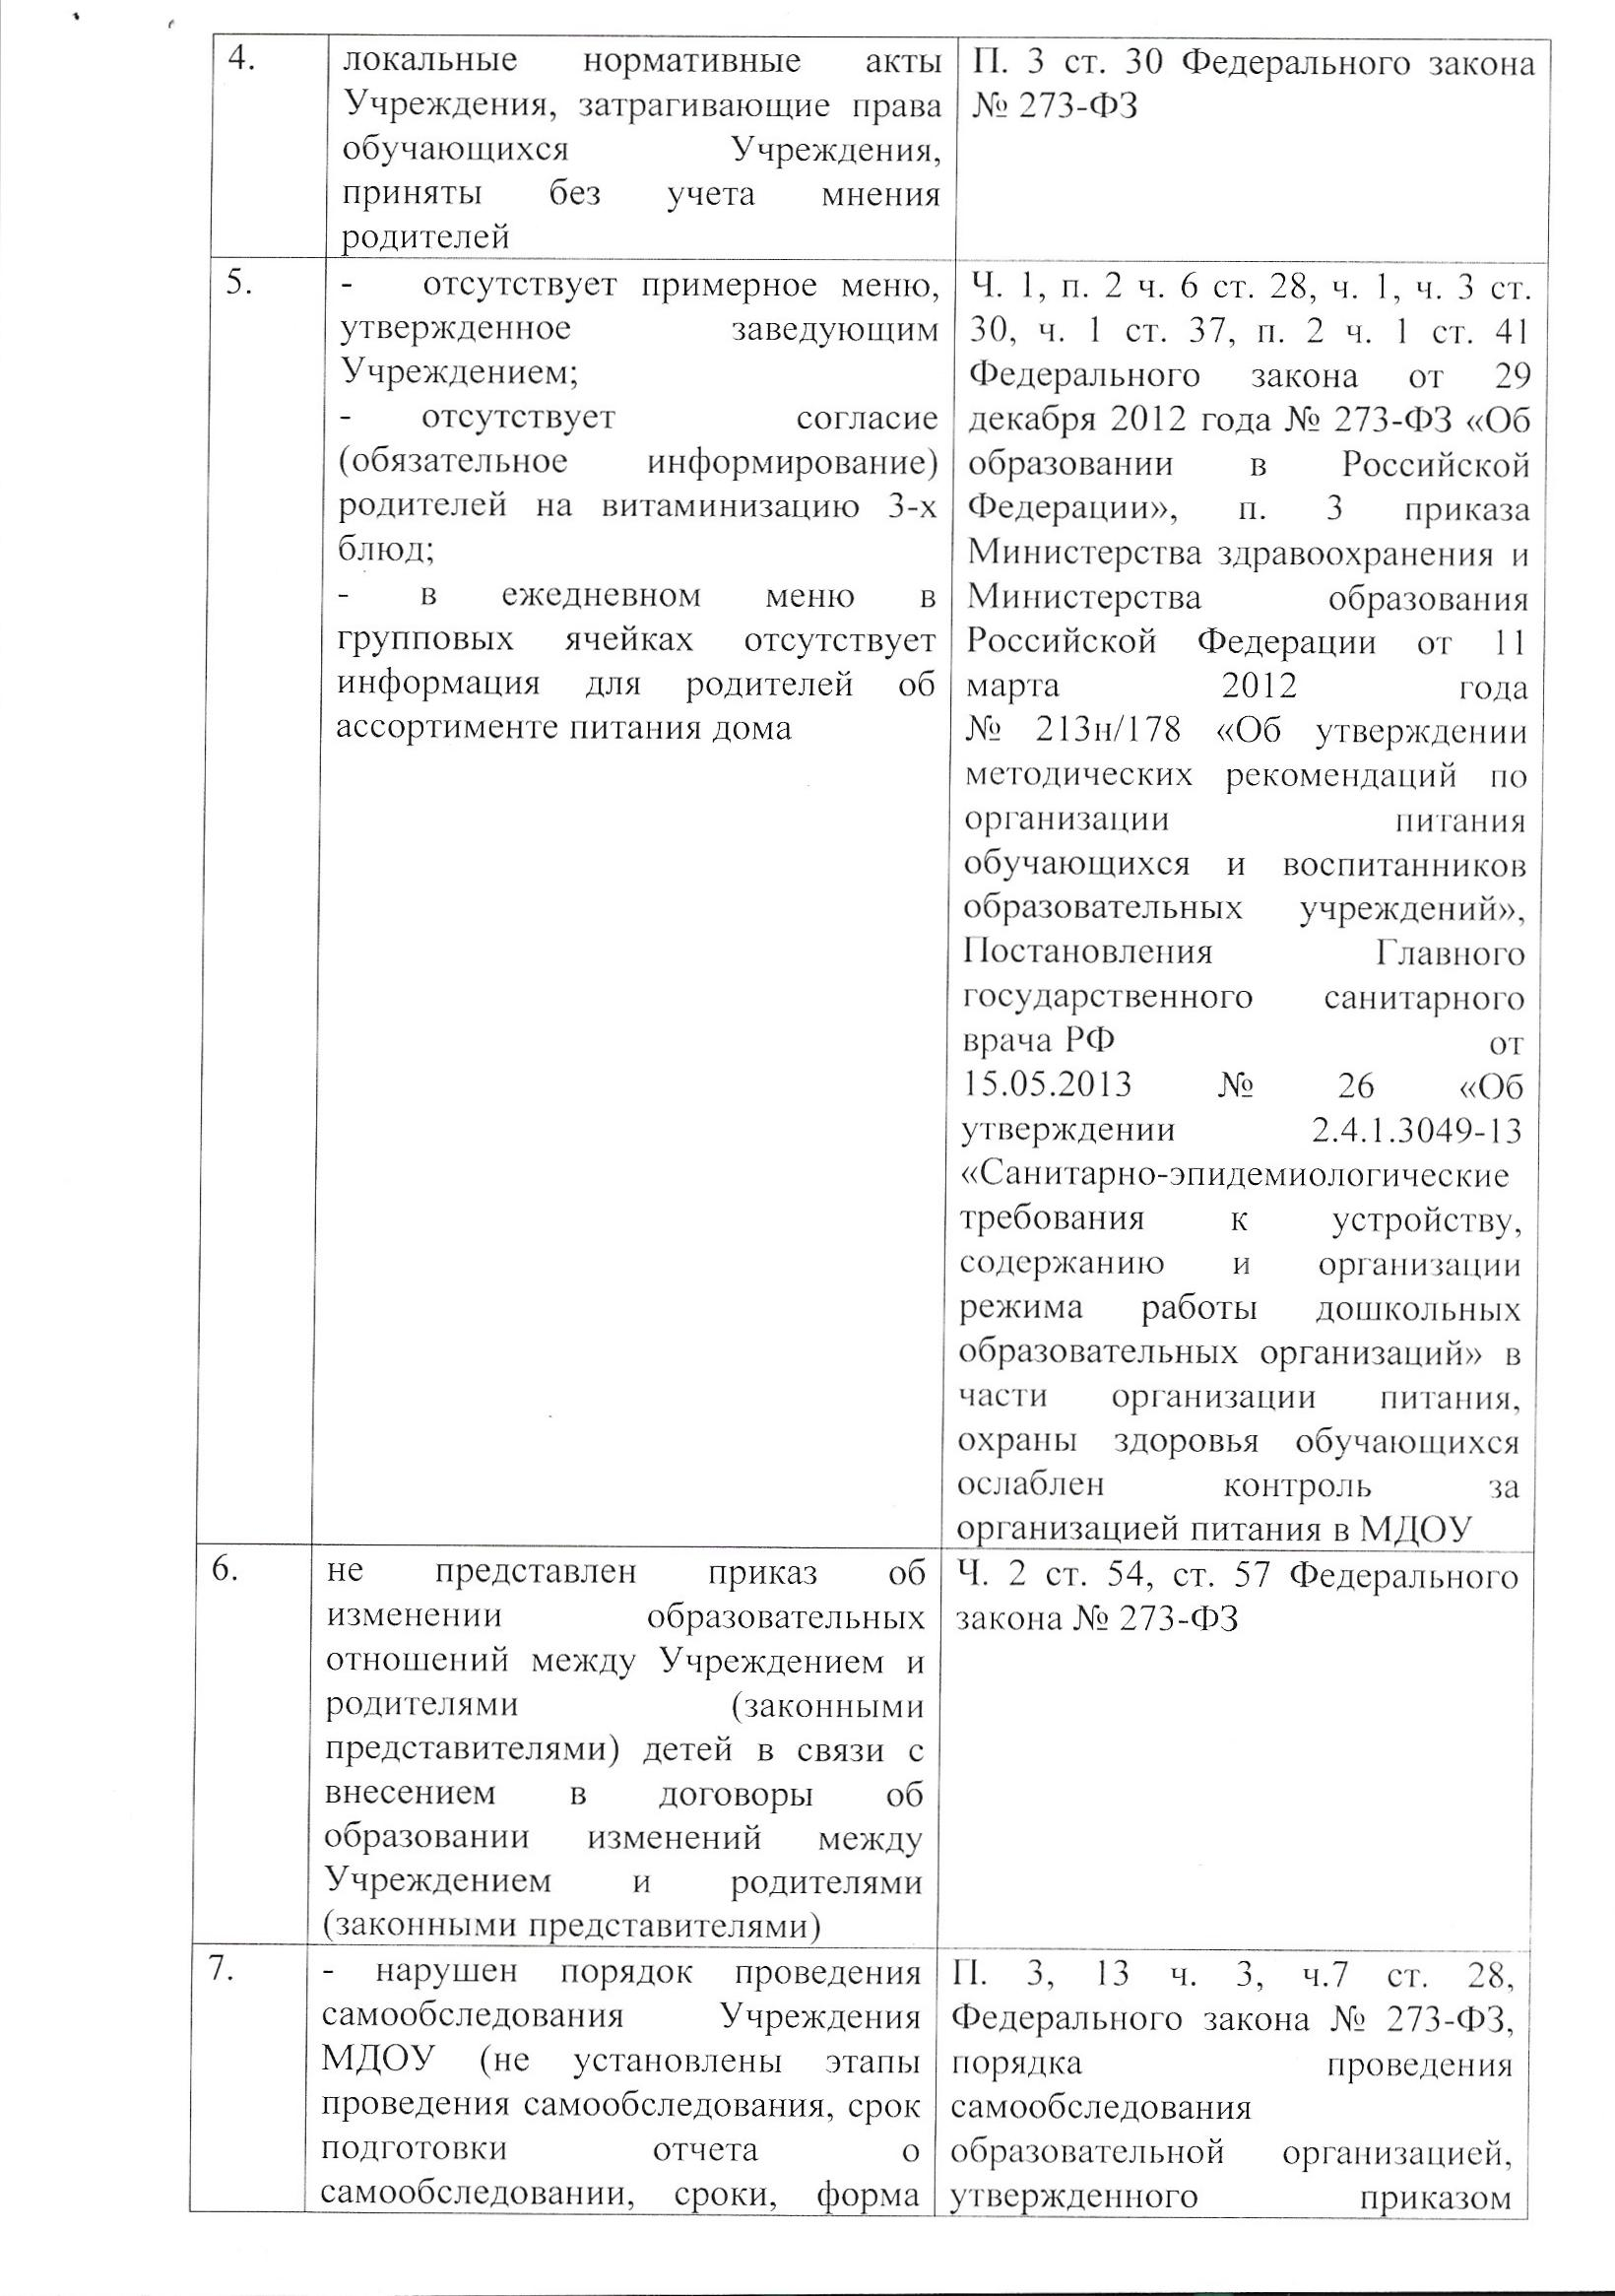 4.
локальные нормативные акты
Учреждения, затрагивающие права
обучающихся Учреждения,
приняты без учета мнения
родителей
П. 3 ст. 30 Федерального закона
№ 273-ФЗ
5.
- отсутствует примерное меню,
утвержденное заведующим
Учреждением;
- отсутствует согласие
(обязательное информирование)
родителей на витаминизацию 3-х
блюд;
- в ежедневном меню в
групповых ячейках отсутствует
информация для родителей об
ассортименте питания дома
Ч. 1, п. 2 ч. 6 ст. 28, ч. 1, ч. 3 ст.
30, ч. 1 ст. 37, п. 2 ч. 1 ст. 41
Федерального закона от 29
декабря 2012 года № 273-ФЗ «Об
образовании в Российской
Федерации», п. 3 приказа
Министерства здравоохранения и
Министерства образования
Российской Федерации от 11
марта 2012 года
№ 213н/178 «Об утверждении
методических рекомендаций по
организации питания
обучающихся и воспитанников
образовательных учреждений»,
Постановления Главного
государственного санитарного
врача РФ от
15.05.2013 № 26 «Об
утверждении 2.4.1.3049-13
«Санитарно-эпидемиологические
требования к устройству,
содержанию и организации
режима работы дошкольных
образовательных организаций» в
части организации питания,
охраны здоровья обучающихся
ослаблен контроль за
организацией питания в МДОУ
6.
не представлен приказ об
изменении образовательных
отношений между Учреждением и
родителями (законными
представителями) детей в связи с
внесением в договоры об
образовании изменений между
Учреждением и родителями
(законными представителями)
Ч. 2 ст. 54, ст. 57 Федерального
закона № 273-ФЗ
7.
- нарушен порядок проведения
самообследования Учреждения
МДОУ (не установлены этапы
проведения самообследования, срок
подготовки отчета о
самообследовании, сроки, форма
П. 3, 13 ч. 3, ч.7 ст. 28,
Федерального закона № 273-ФЗ,
порядка проведения
самообследования
образовательной организацией,
утвержденного приказом